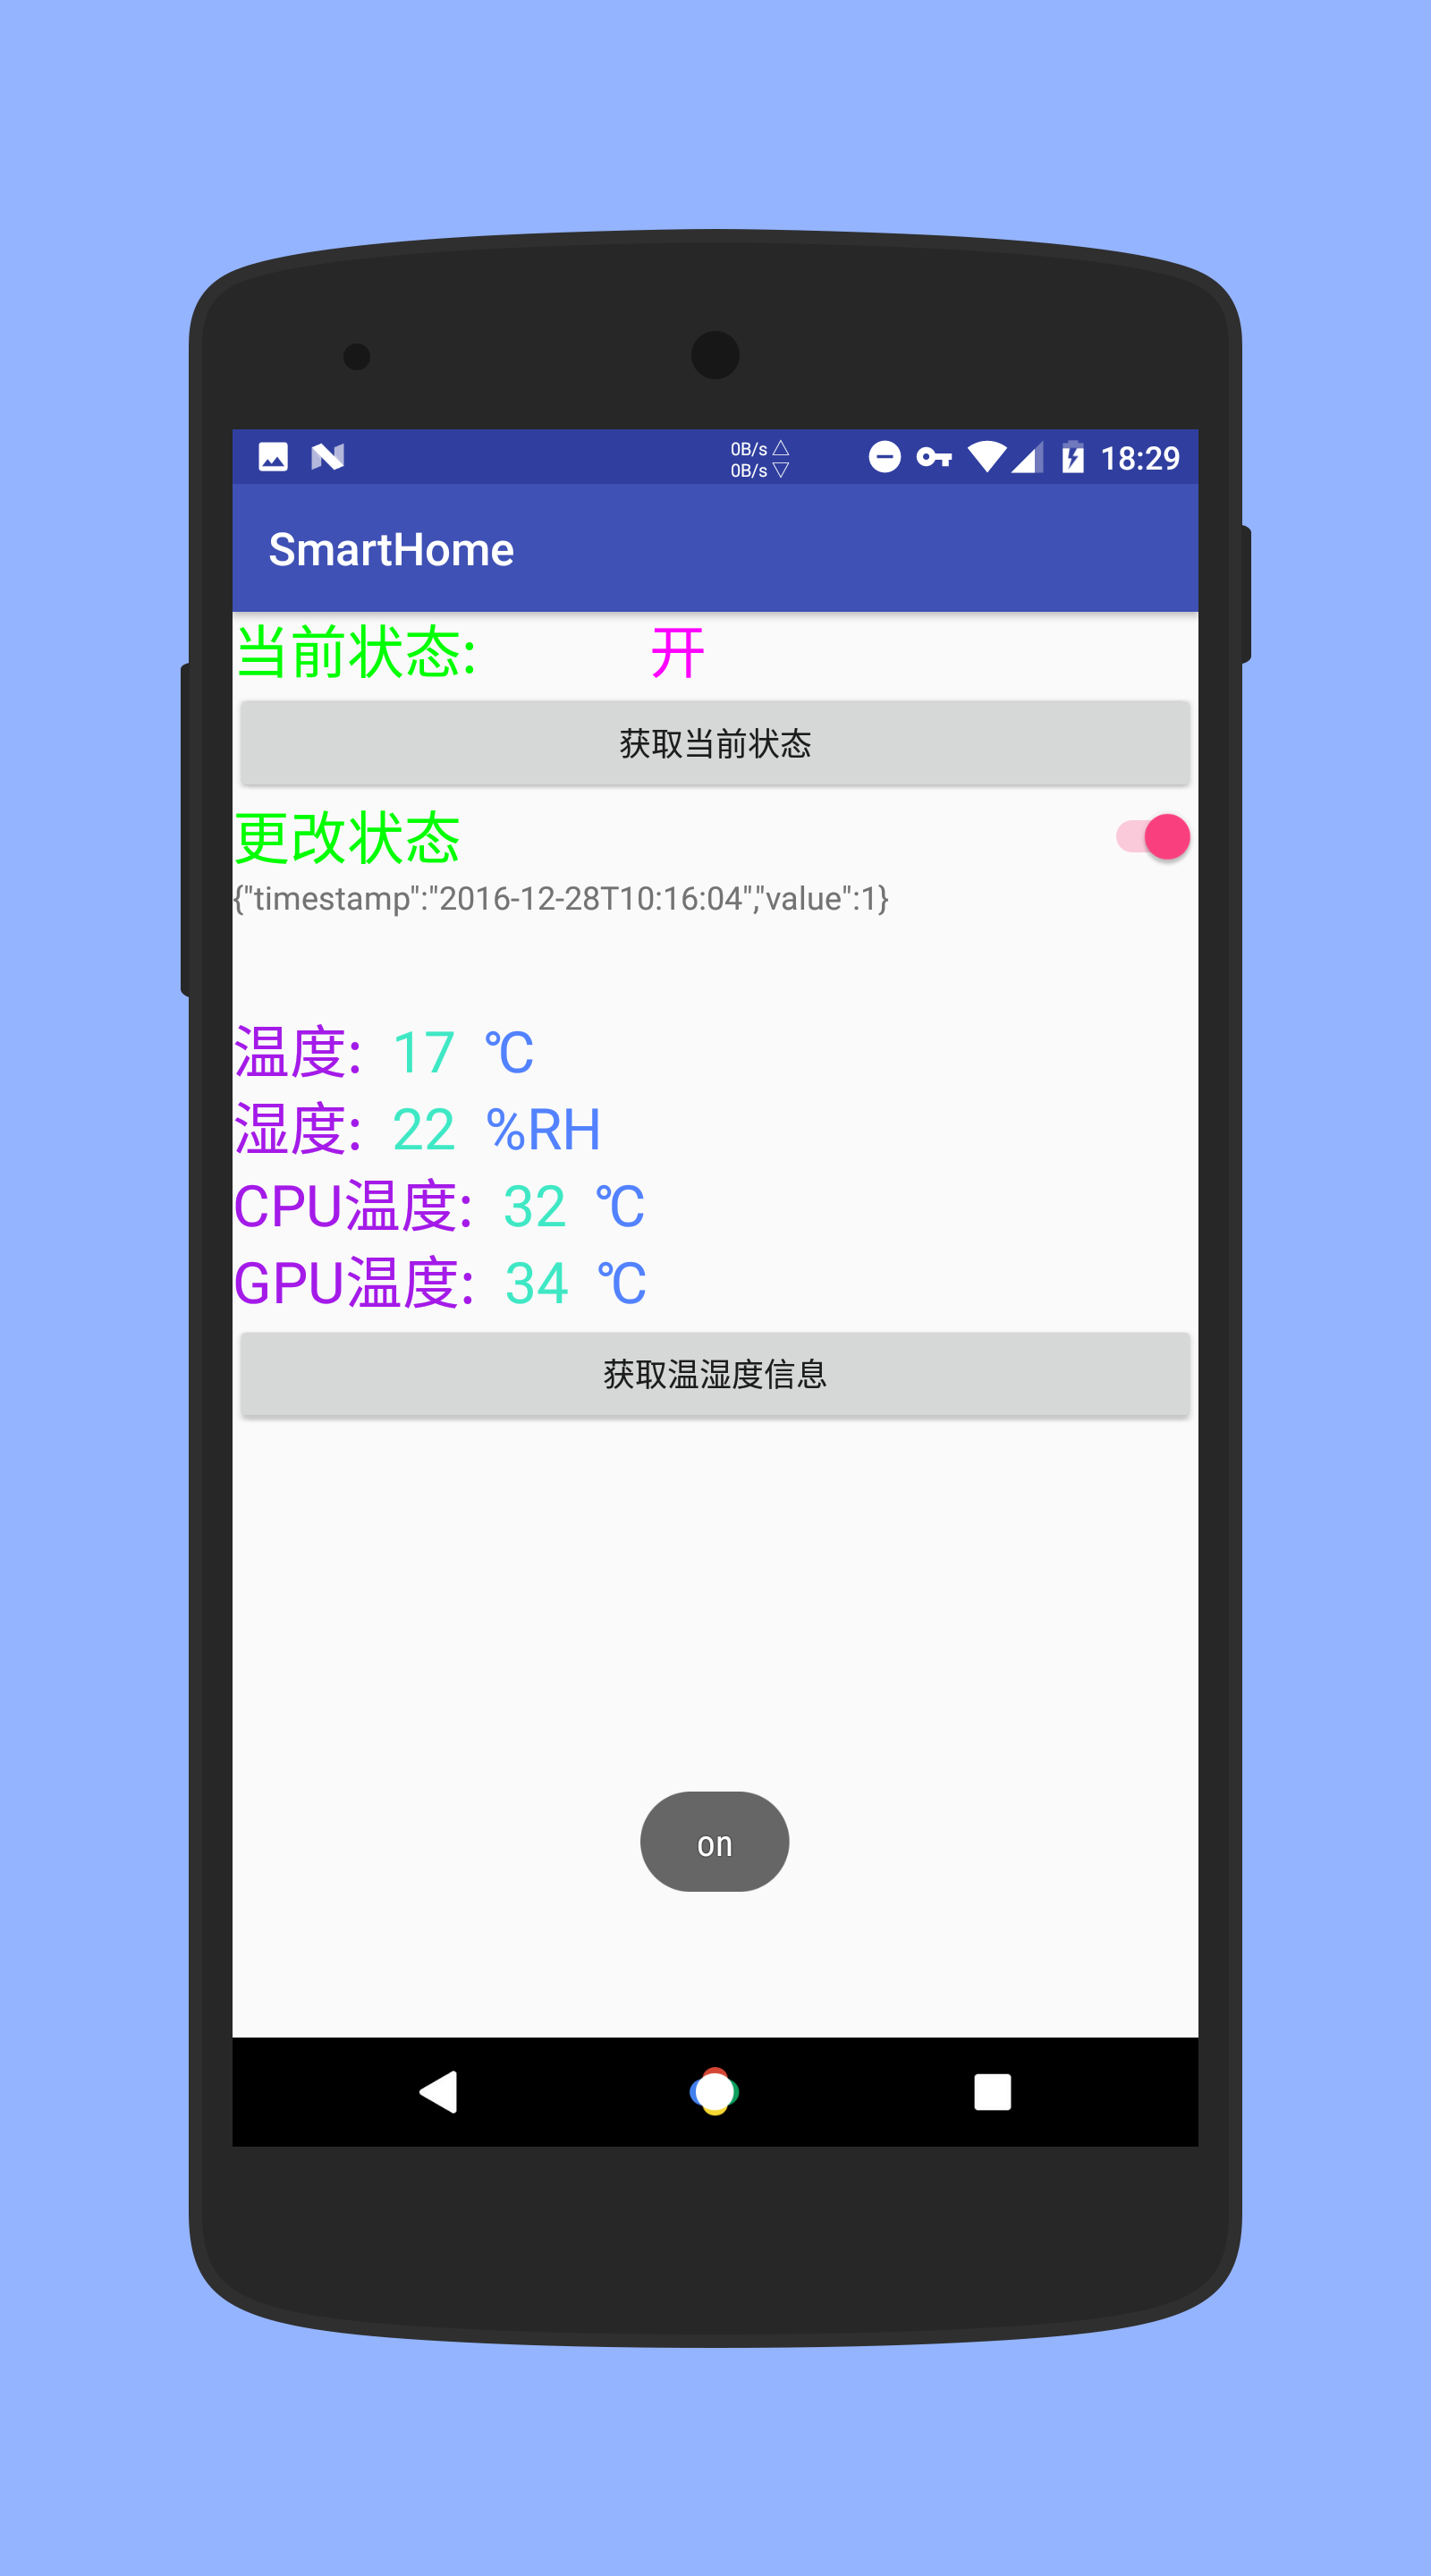 0B/s △
0B/s ▽
18:29
SmartHome
当前状态: 开
获取当前状态
更改状态
{"timestamp":"2016-12-28T10:16:04","value":1}
温度: 17 ℃
湿度: 22 %RH
CPU温度: 32 ℃
GPU温度: 34 ℃
获取温湿度信息
on